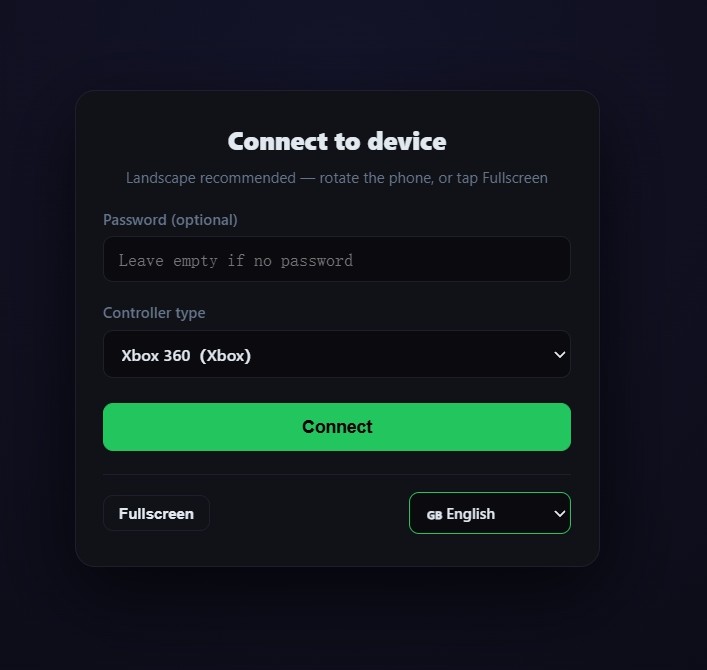 Connect to device
Landscape recommended — rotate the phone, or tap Fullscreen
Password (optional)
Leave empty if no password
Controller type
Xbox 360 (Xbox)
Connect
Fullscreen
GB English